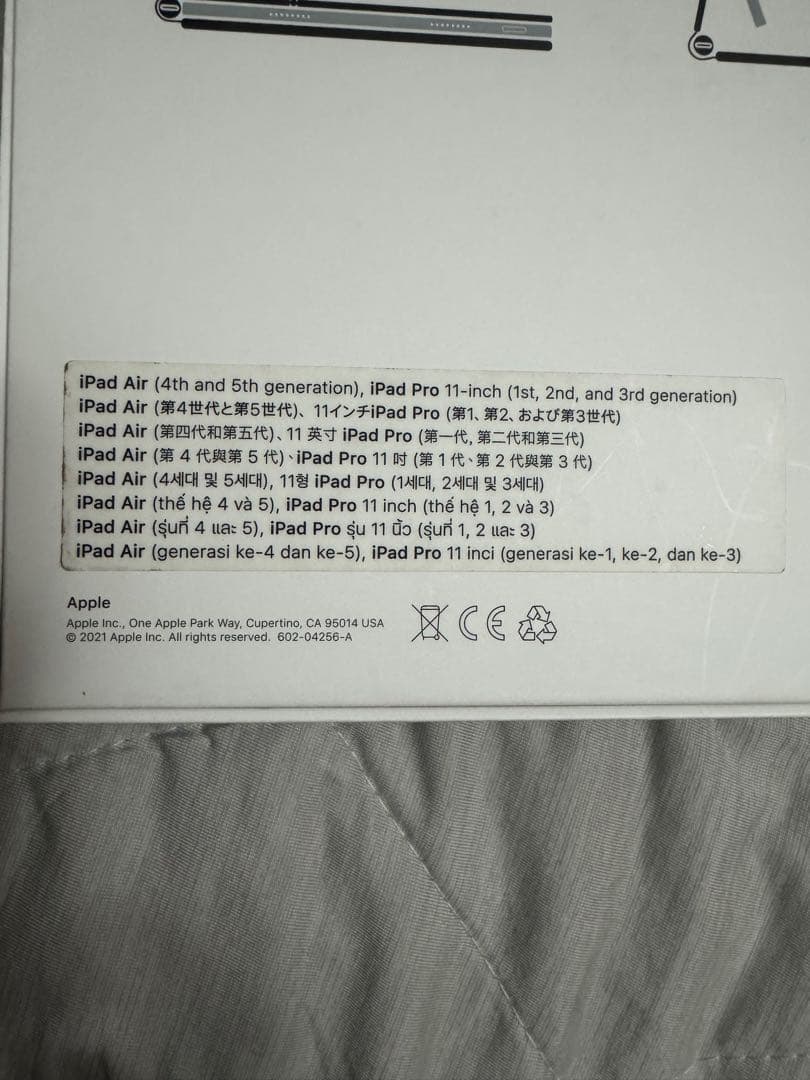 iPad Air (4th and 5th generation), iPad Pro 11-inch (1st, 2nd, and 3rd generation)
iPad Air (第4世代と第5世代)、11インチiPad Pro (第1、第2、および第3世代)
iPad Air (第四代和第五代)、11 英寸 iPad Pro (第一代, 第二代和第三代)
iPad Air (第 4 代與第 5 代)、iPad Pro 11 吋 (第 1 代、第 2 代與第 3 代)
iPad Air (4세대 및 5세대), 11형 iPad Pro (1세대, 2세대 및 3세대)
iPad Air (thế hệ 4 và 5), iPad Pro 11 inch (thế hệ 1, 2 và 3)
iPad Air (รุ่นที่ 4 และ 5), iPad Pro รุ่น 11 นิ้ว (รุ่นที่ 1, 2 และ 3)
iPad Air (generasi ke-4 dan ke-5), iPad Pro 11 inci (generasi ke-1, ke-2, dan ke-3)
Apple
Apple Inc., One Apple Park Way, Cupertino, CA 95014 USA
© 2021 Apple Inc. All rights reserved. 602-04256-A
CE